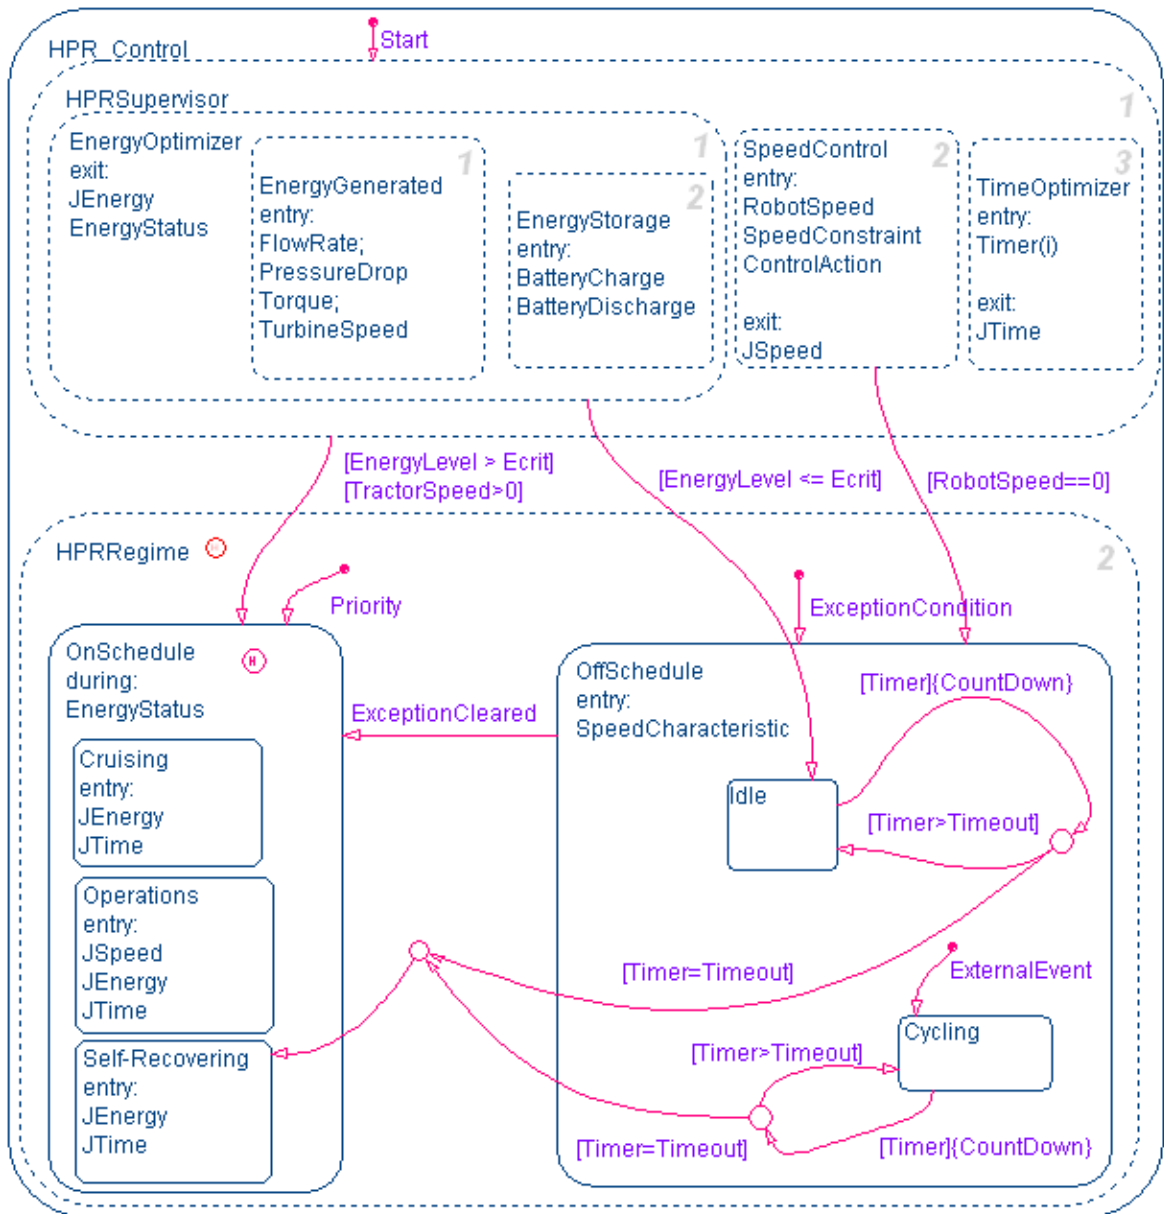 Start
HPR_Control
HPRSupervisor
1
EnergyOptimizer
exit:
JEnergy
EnergyStatus
1
EnergyGenerated
entry:
FlowRate;
PressureDrop
Torque;
TurbineSpeed
1
2
EnergyStorage
entry:
BatteryCharge
BatteryDischarge
2
SpeedControl
entry:
RobotSpeed
SpeedConstraint
ControlAction
exit:
JSpeed
3
TimeOptimizer
entry:
Timer(i)
exit:
JTime
[EnergyLevel > Ecrit]
[TractorSpeed>0]
[EnergyLevel <= Ecrit]
[RobotSpeed==0]
HPRRegime
H
2
Priority
ExceptionCondition
OnSchedule
H
during:
EnergyStatus
ExceptionCleared
Cruising
entry:
JEnergy
JTime
Operations
entry:
JSpeed
JEnergy
JTime
Self-Recovering
entry:
JEnergy
JTime
OffSchedule
entry:
SpeedCharacteristic
[Timer]{CountDown}
Idle
[Timer>Timeout]
[Timer=Timeout]
ExternalEvent
Cycling
[Timer>Timeout]
[Timer=Timeout]
[Timer]{CountDown}